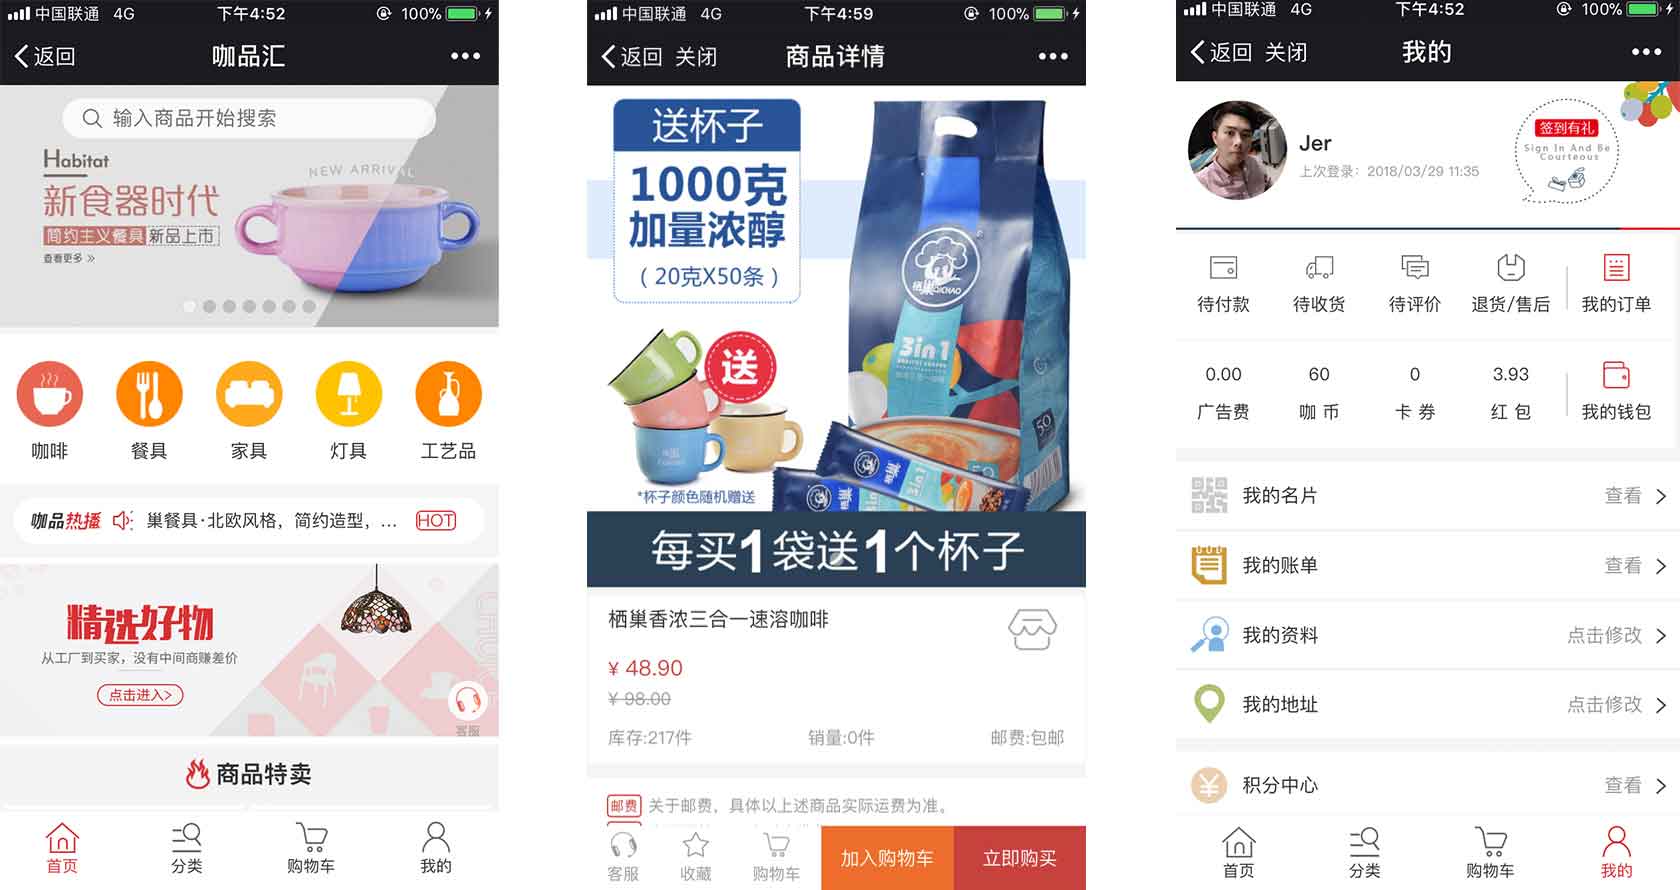 中国联通 4G 下午4:52 100%
返回 咖品汇
输入商品开始搜索
Habitat
NEW ARRIVAL
新食器时代
简约主义餐具 新品上市
查看更多 》
咖啡 餐具 家具 灯具 工艺品
咖品热播 巢餐具·北欧风格，简约造型，... HOT
精选好物
从工厂到买家，没有中间商赚差价
点击进入>
客服
商品特卖
首页 分类 购物车 我的
中国联通 4G 下午4:59 100%
返回 关闭 商品详情
送杯子
1000克
加量浓醇
（20克X50条）
栖巢 QICHAO
3in1
50
送
栖巢
3in1
*杯子颜色随机赠送
每买1袋送1个杯子
栖巢香浓三合一速溶咖啡
¥ 48.90
¥ 98.00
库存:217件 销量:0件 邮费:包邮
邮费 关于邮费，具体以上述商品实际运费为准。
客服 收藏 购物车 加入购物车 立即购买
中国联通 4G 下午4:52 100%
返回 关闭 我的
Jer
上次登录：2018/03/29 11:35
签到有礼
Sign In And Be
Courteous
待付款 待收货 待评价 退货/售后 我的订单
0.00 60 0 3.93
广告费 咖 币 卡 券 红 包 我的钱包
我的名片 查看
我的账单 查看
我的资料 点击修改
我的地址 点击修改
积分中心 查看
首页 分类 购物车 我的